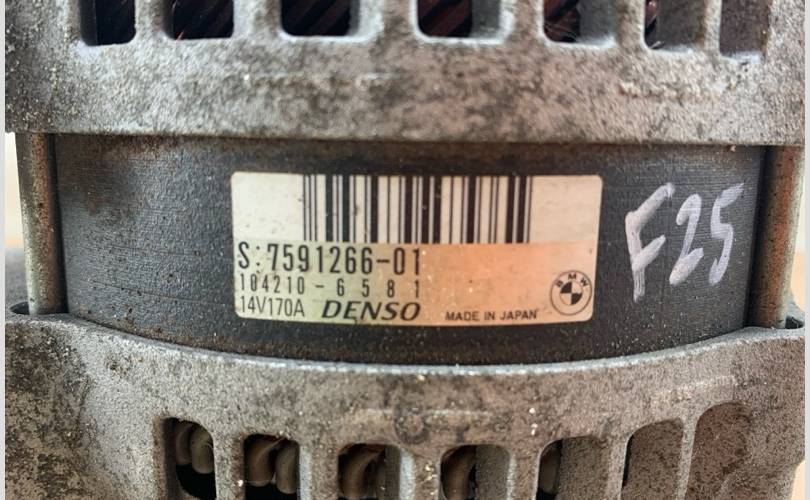 S:7591266-01
104210-6581
14V170A DENSO MADE IN JAPAN
BMW
F25